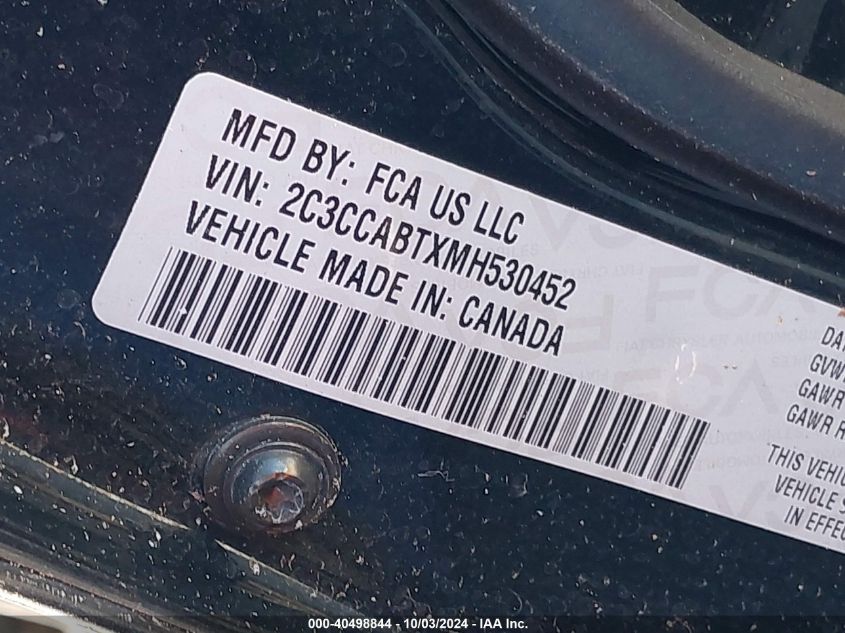 MFD BY: FCA US LLC
VIN: 2C3CCABTXMH530452
VEHICLE MADE IN: CANADA
GAWR
GAWR R
THIS VEHIC
VEHICLE S
IN EFFEC
000-40498844 - 10/03/2024 - IAA Inc.